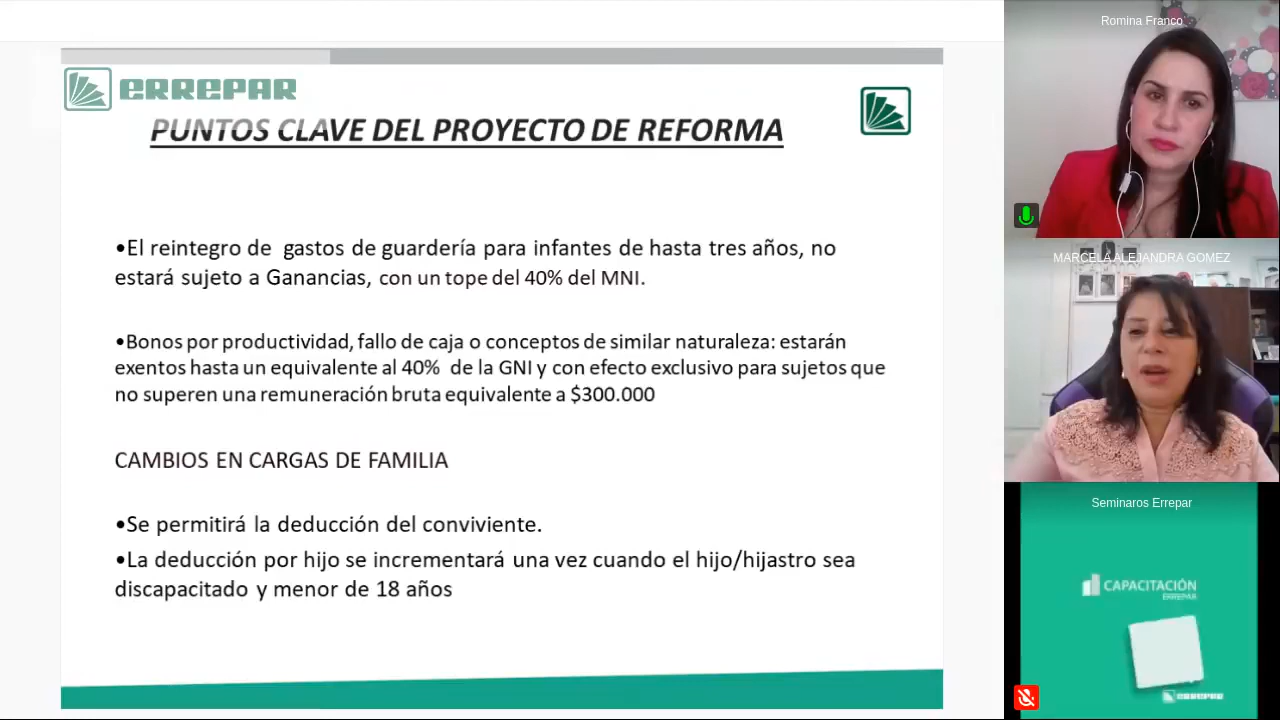 ERREPAR
PUNTOS CLAVE DEL PROYECTO DE REFORMA
•El reintegro de  gastos de guardería para infantes de hasta tres años, no
estará sujeto a Ganancias, con un tope del 40% del MNI.
•Bonos por productividad, fallo de caja o conceptos de similar naturaleza: estarán
exentos hasta un equivalente al 40%  de la GNI y con efecto exclusivo para sujetos que
no superen una remuneración bruta equivalente a $300.000
CAMBIOS EN CARGAS DE FAMILIA
•Se permitirá la deducción del conviviente.
•La deducción por hijo se incrementará una vez cuando el hijo/hijastro sea
discapacitado y menor de 18 años
Romina Franco
MARCELA ALEJANDRA GOMEZ
Seminaros Errepar
CAPACITACIÓN
ERREPAR
ERREPAR